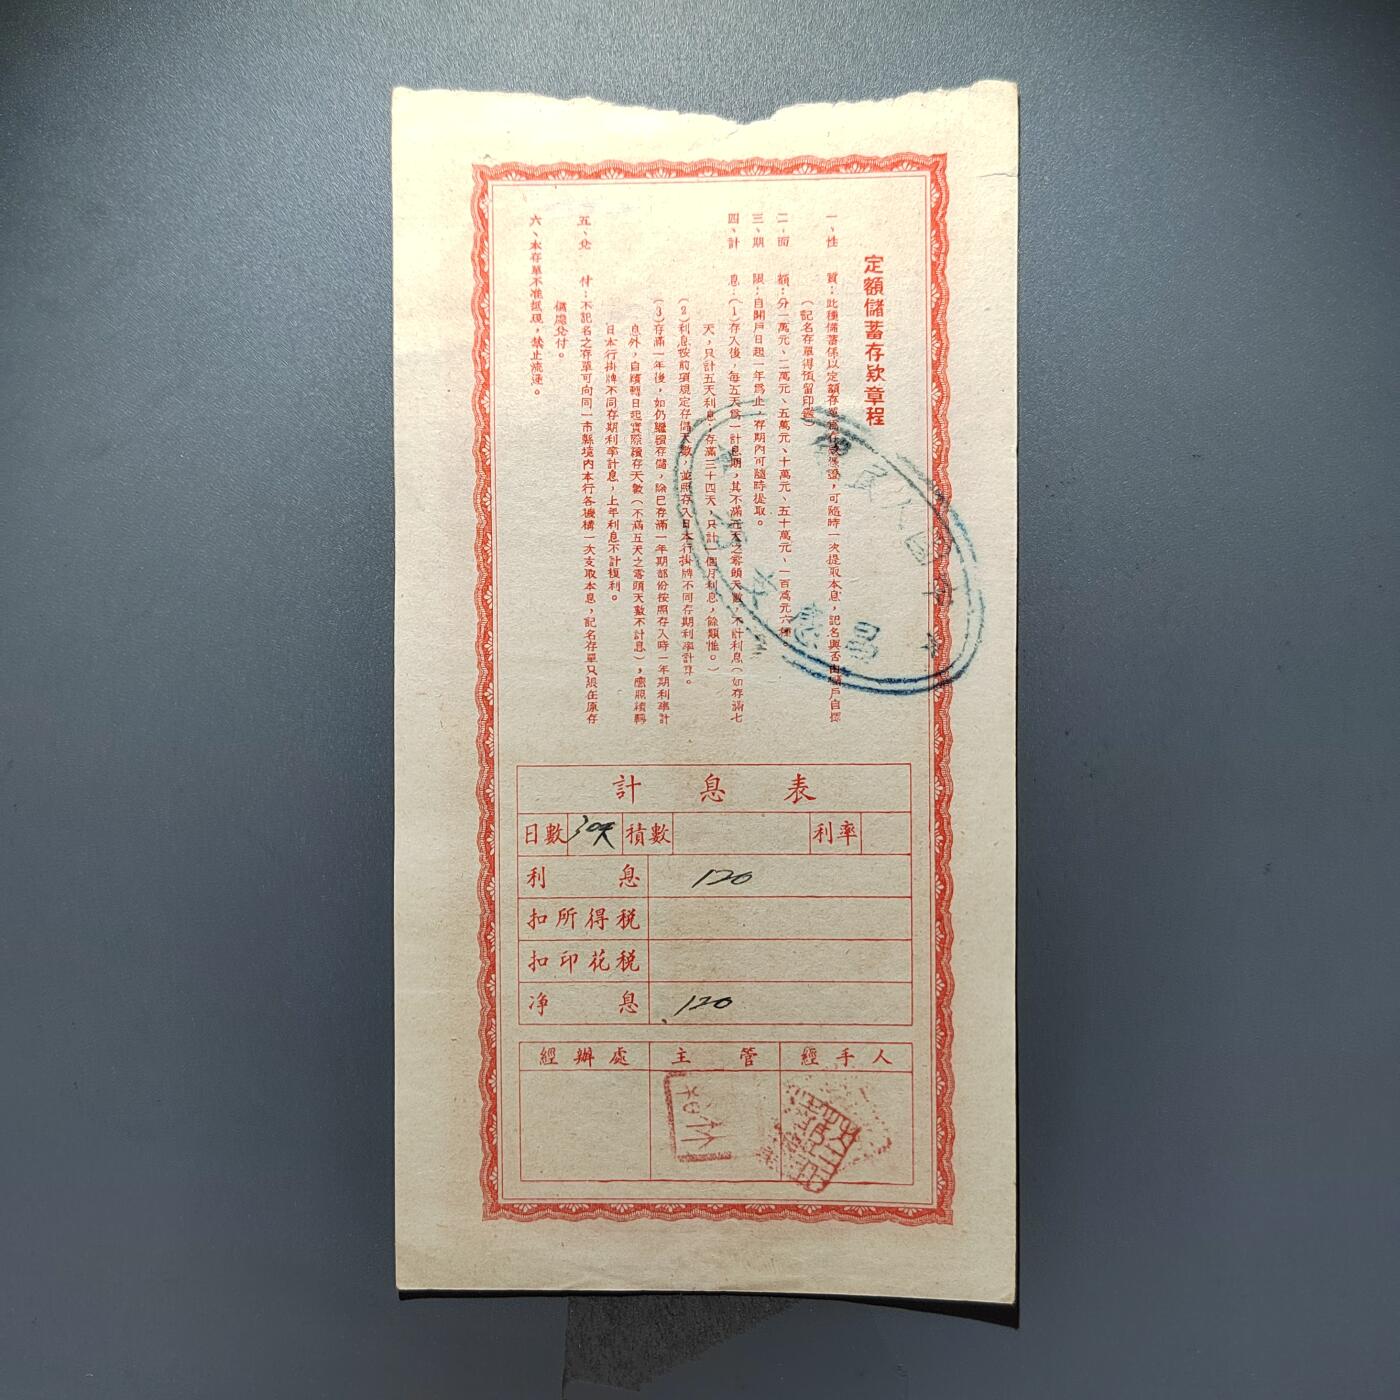 定額儲蓄存欵章程
一、性　質：此種儲蓄係以定額存單為存欵憑證，可隨時一次提取本息，記名與否由儲戶自擇
（記名存單得預留印鑑）
二、面　額：分一萬元、二萬元、五萬元、十萬元、五十萬元、一百萬元六種。
三、期　限：自開戶日起一年為止，存期內可隨時提取。
四、計　息：(1)存入後，每五天為一計息期，其不滿五天之零頭天數，不計利息（如存滿七
天，只計五天利息，存滿三十四天，只計一個月利息，餘類推。）
(2)利息按前項規定存儲天數，並照存入日本行掛牌不同存期利率計算。
(3)存滿一年後，如仍繼續存儲，除已存滿一年期部份按照存入時一年期利率計
息外，自續轉日起實際續存天數（不滿五天之零頭天數不計息），應照續轉
日本行掛牌不同存期利率計息，上年利息不計複利。
五、兌　付：不記名之存單可向同一市縣境內本行各機構一次支取本息，記名存單只限在原存
儲處兌付。
六、本存單不准抵現，禁止流通。
計息表
日數 30天 積數 利率
利息 120
扣所得税
扣印花税
净息 120
經辦處 主管 經手人